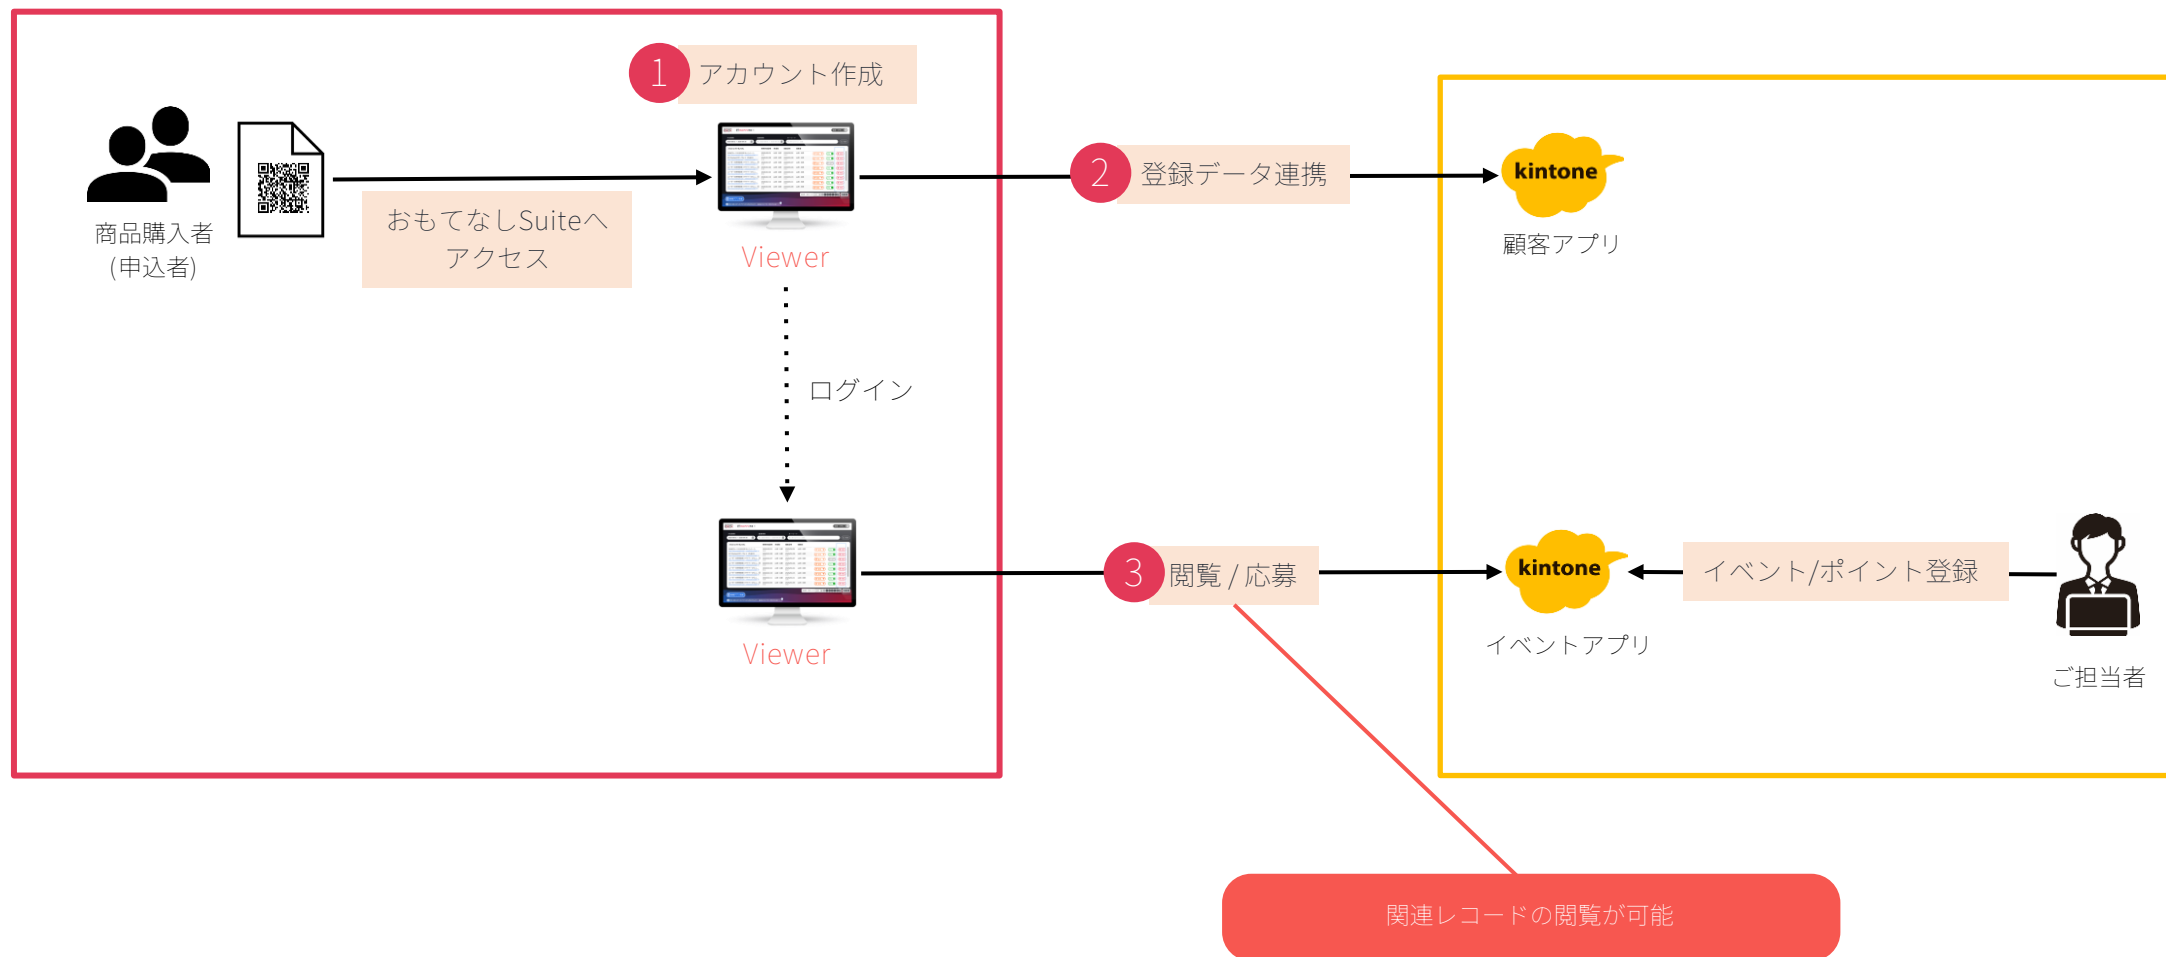 1 アカウント作成
商品購入者
(申込者)
おもてなしSuiteへ
アクセス
Viewer
2 登録データ連携
kintone
顧客アプリ
ログイン
Viewer
3 閲覧 / 応募
kintone
イベントアプリ
イベント/ポイント登録
ご担当者
関連レコードの閲覧が可能